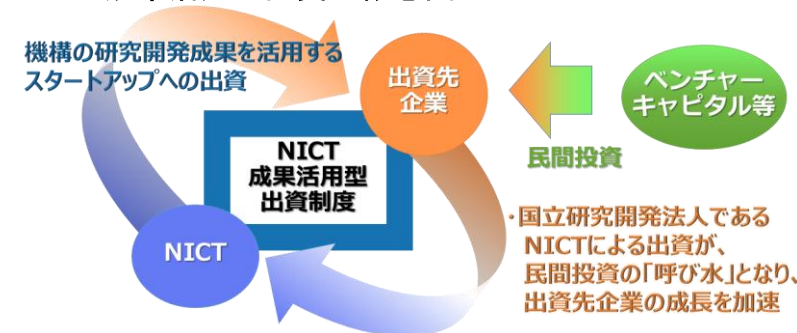 機構の研究開発成果を活用する
スタートアップへの出資
出資先
企業
ベンチャー
キャピタル等
民間投資
NICT
成果活用型
出資制度
NICT
・国立研究開発法人である
NICTによる出資が、
民間投資の「呼び水」となり、
出資先企業の成長を加速